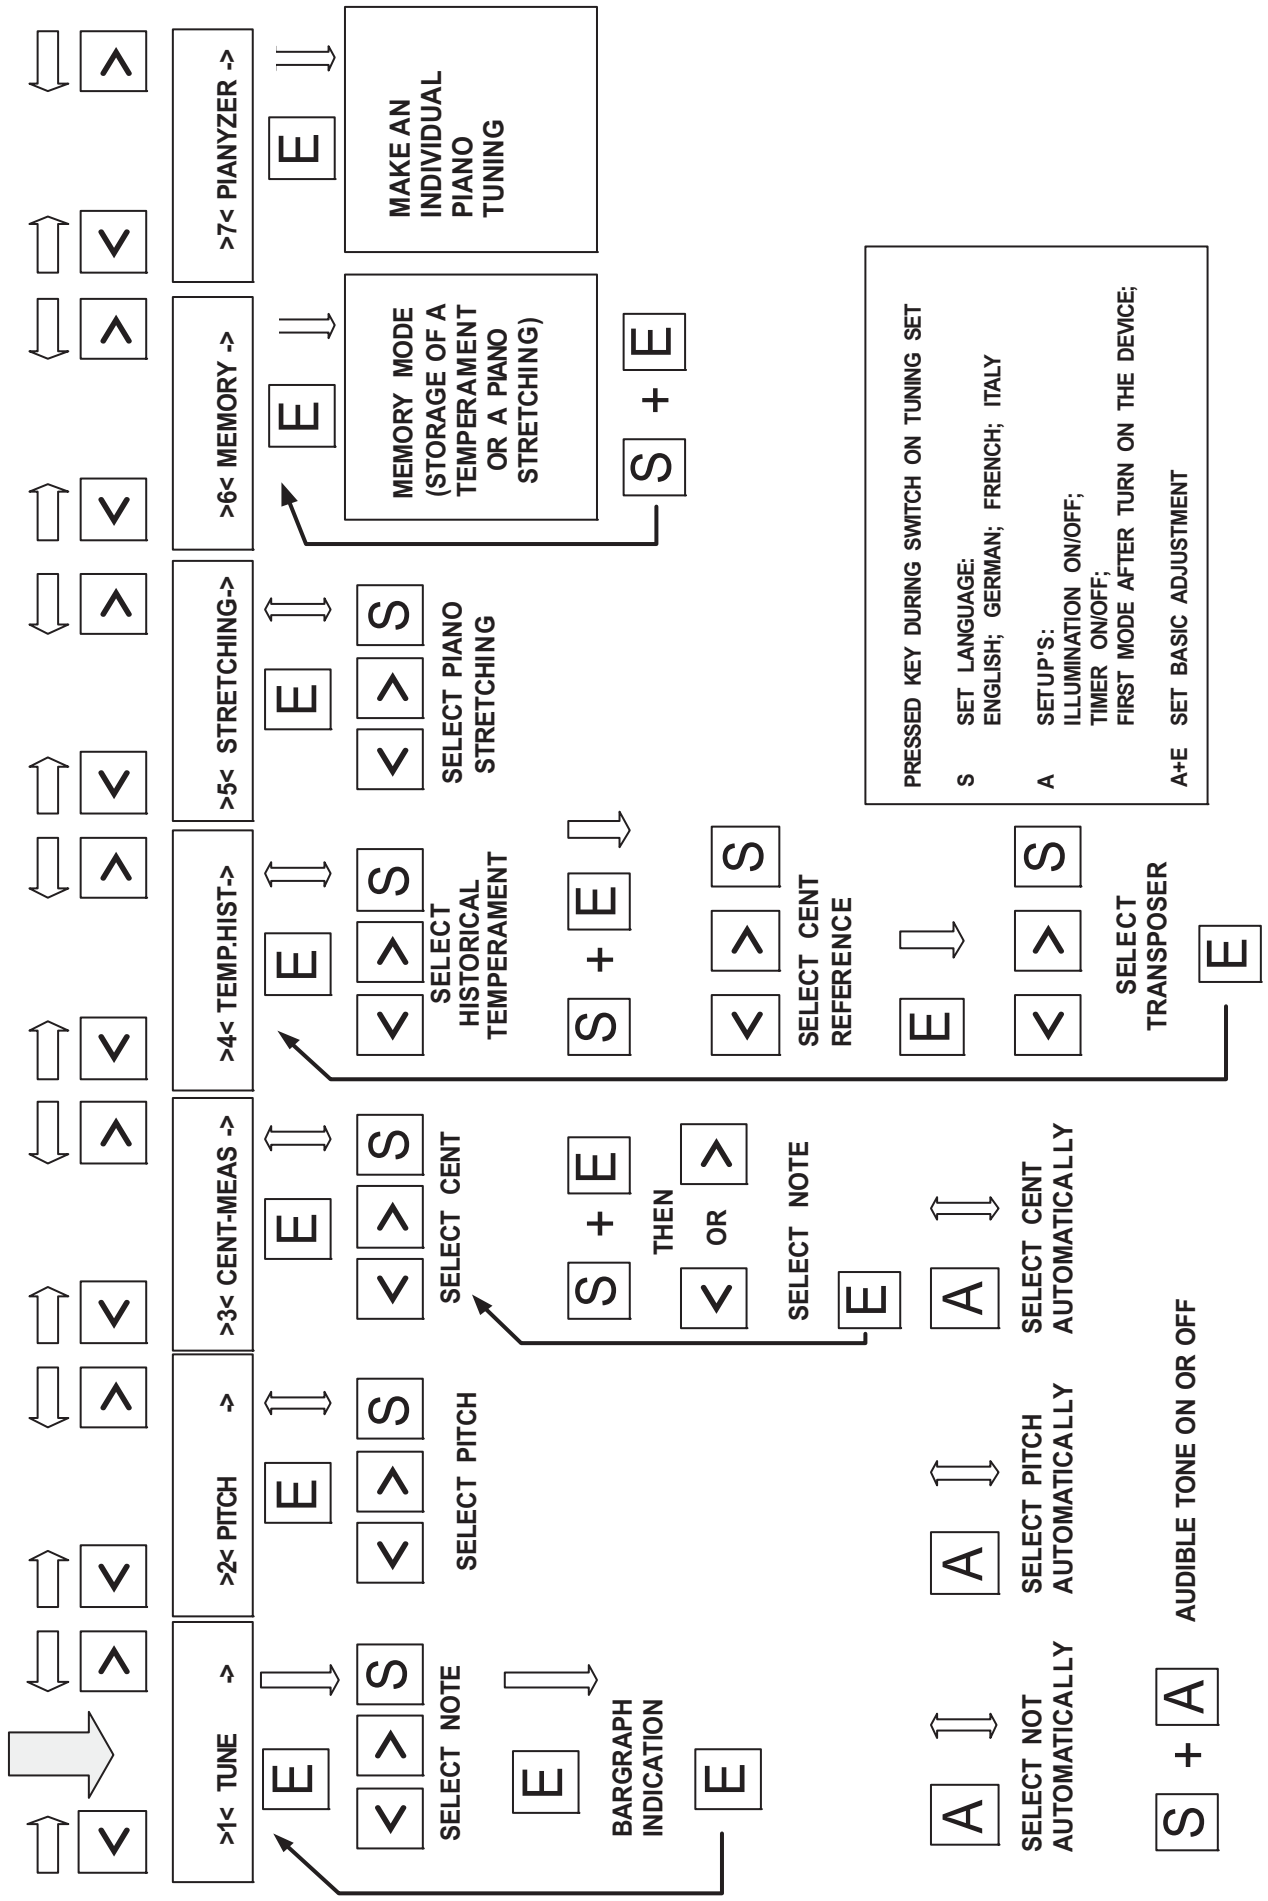 < > < > < > < > < > < > < >
>1< TUNE ->
>2< PITCH ->
>3< CENT-MEAS ->
>4< TEMP.HIST->
>5< STRETCHING->
>6< MEMORY ->
>7< PIANYZER ->
E
< > S
SELECT NOTE
E
BARGRAPH
INDICATION
E
A
SELECT NOT
AUTOMATICALLY
S + A AUDIBLE TONE ON OR OFF
E
< > S
SELECT PITCH
A
SELECT PITCH
AUTOMATICALLY
E
< > S
SELECT CENT
S + E
THEN
< OR >
SELECT NOTE
E
A
SELECT CENT
AUTOMATICALLY
E
< > S
SELECT
HISTORICAL
TEMPERAMENT
S + E
< > S
SELECT CENT
REFERENCE
E
< > S
SELECT
TRANSPOSER
E
E
< > S
SELECT PIANO
STRETCHING
E
MEMORY MODE
(STORAGE OF A
TEMPERAMENT
OR A PIANO
STRETCHING)
S + E
E
MAKE AN
INDIVIDUAL
PIANO
TUNING
PRESSED KEY DURING SWITCH ON TUNING SET
S SET LANGUAGE:
ENGLISH; GERMAN; FRENCH; ITALY
A SETUP'S:
ILLUMINATION ON/OFF;
TIMER ON/OFF;
FIRST MODE AFTER TURN ON THE DEVICE;
A+E SET BASIC ADJUSTMENT